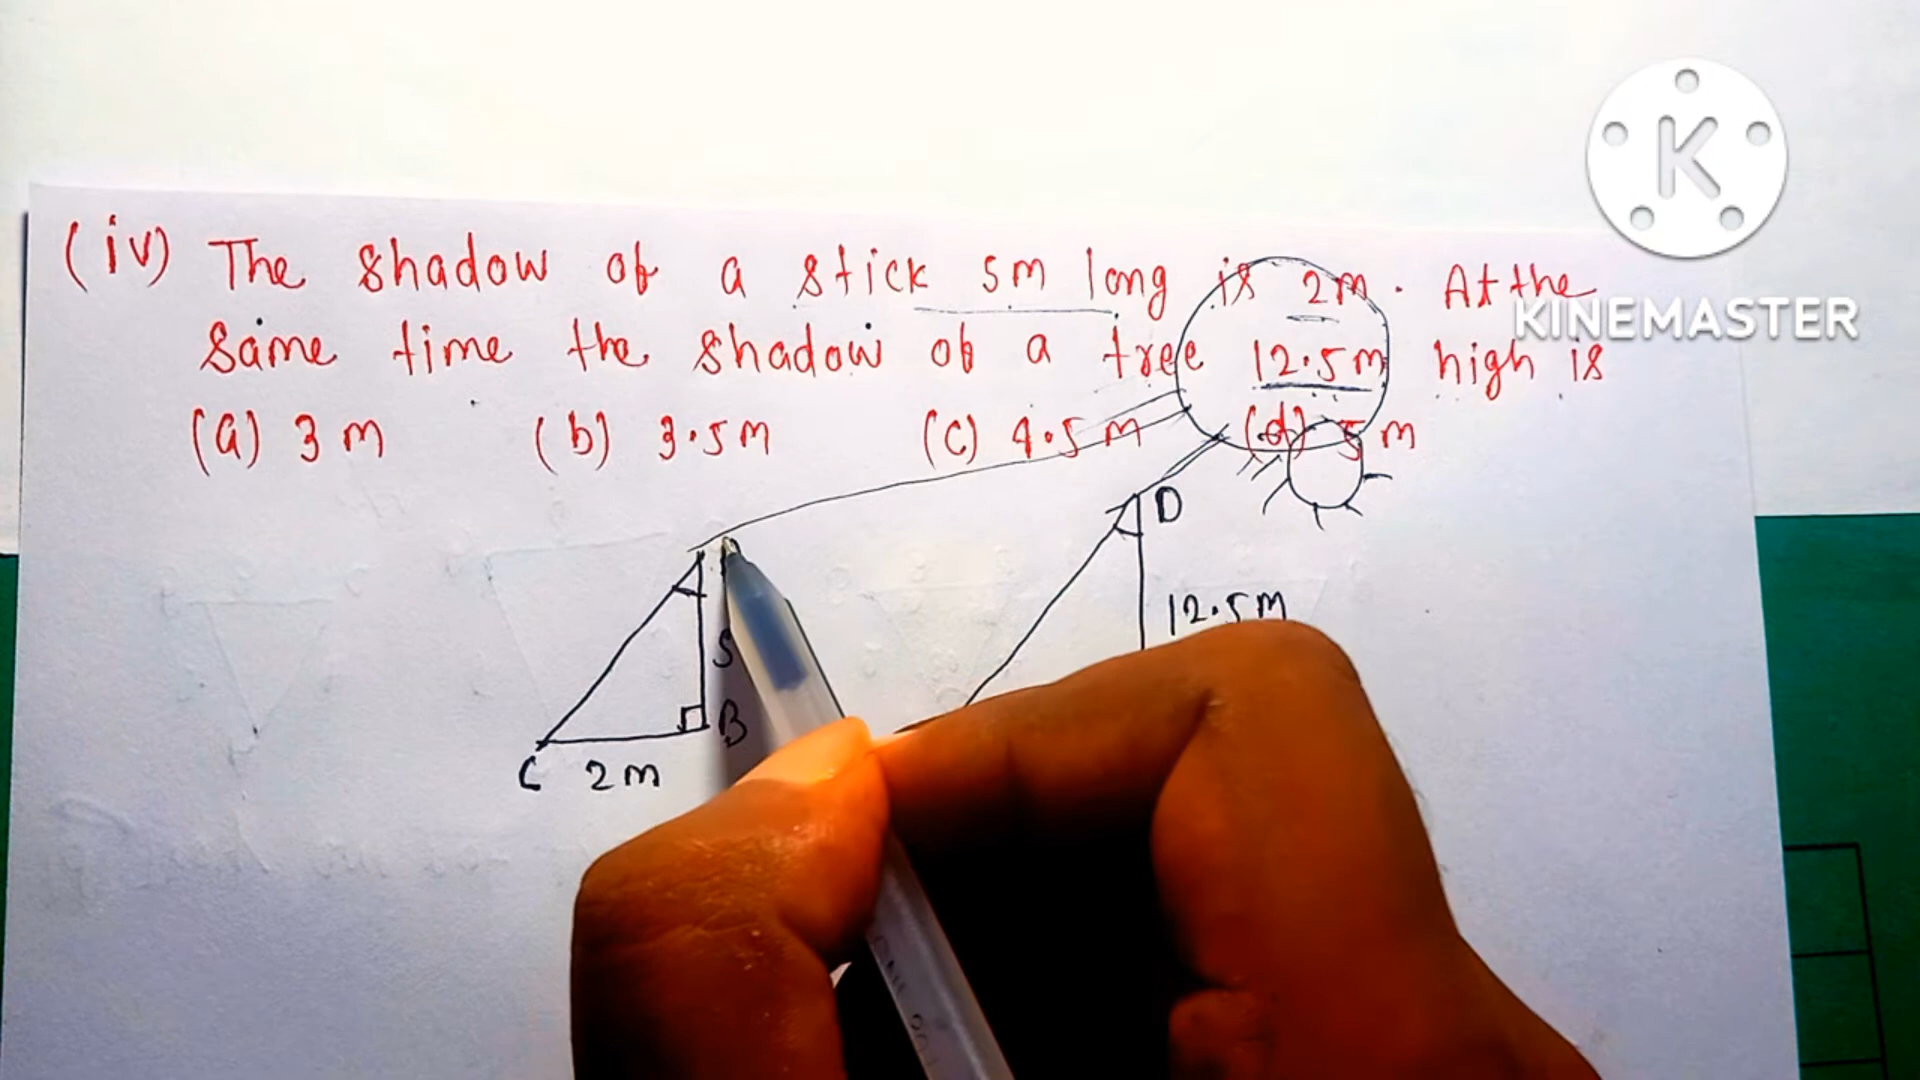 K
KINEMASTER
(iv) The shadow of a stick 5m long is 2m. At the
same time the shadow of a tree 12.5m high is
(a) 3m (b) 3.5m (c) 4.5m (d) 5m
D
12.5m
5
B
C 2m